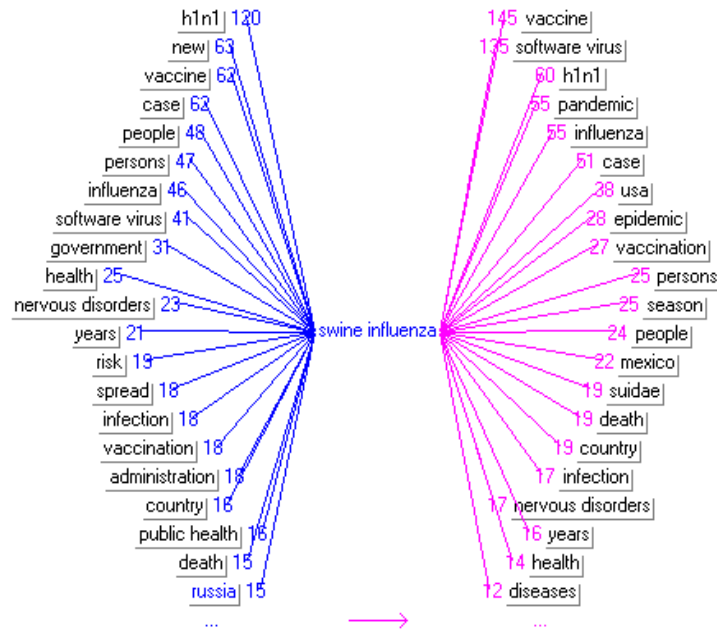 h1n1 120 145 vaccine
new 63 135 software virus
vaccine 62 60 h1n1
case 62 55 pandemic
people 48 55 influenza
persons 47 51 case
influenza 46 38 usa
software virus 41 28 epidemic
government 31 27 vaccination
health 25 25 persons
nervous disorders 23 25 season
years 21 swine influenza 24 people
risk 19 22 mexico
spread 18 19 suidae
infection 18 19 death
vaccination 18 19 country
administration 18 17 infection
country 16 17 nervous disorders
public health 16 16 years
death 15 14 health
russia 15 12 diseases
... ...